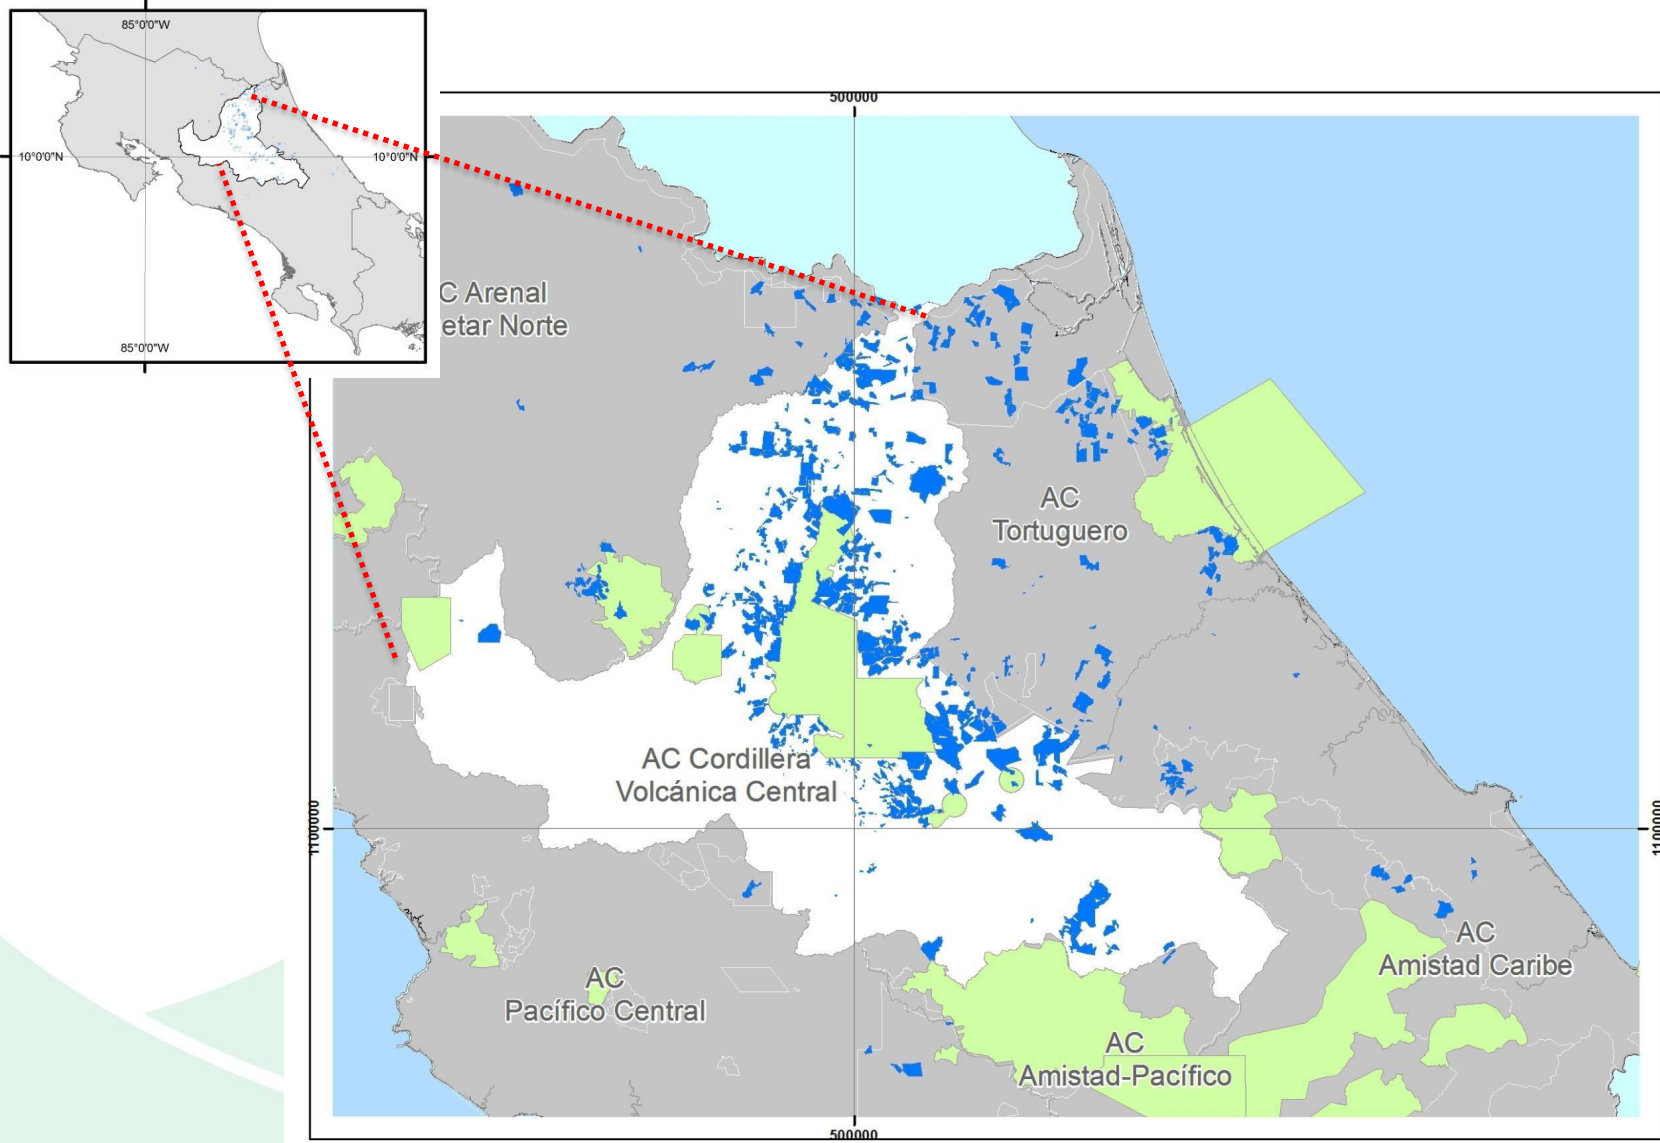 85°0'0"W
10°0'0"N
10°0'0"N
85°0'0"W
500000
C Arenal
etar Norte
AC
Tortuguero
AC Cordillera
Volcánica Central
1100000
1100000
AC
Amistad Caribe
AC
Pacífico Central
AC
Amistad-Pacífico
500000